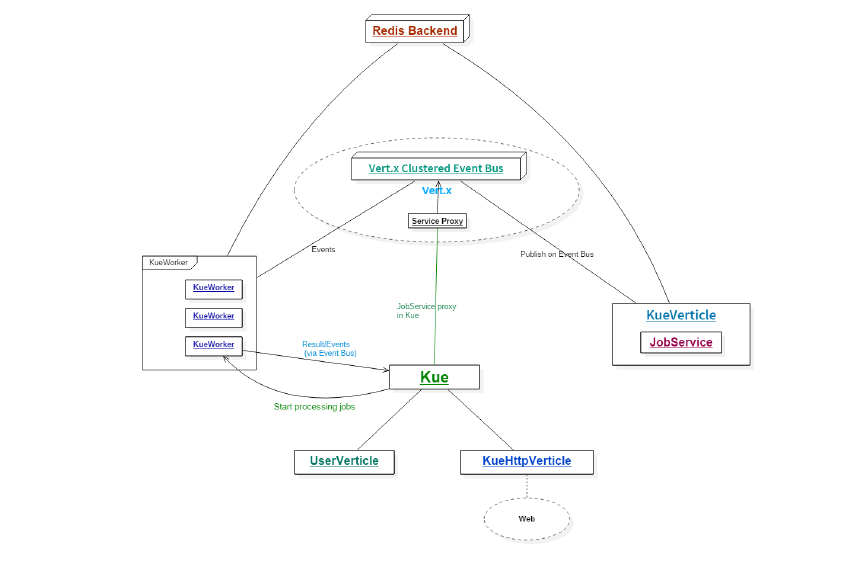 Redis Backend
Vert.x Clustered Event Bus
Vert.x
Service Proxy
Events
Publish on Event Bus
KueWorker
KueWorker
KueWorker
KueWorker
JobService proxy
in Kue
KueVerticle
JobService
Result/Events
(via Event Bus)
Kue
Start processing jobs
UserVerticle
KueHttpVerticle
Web